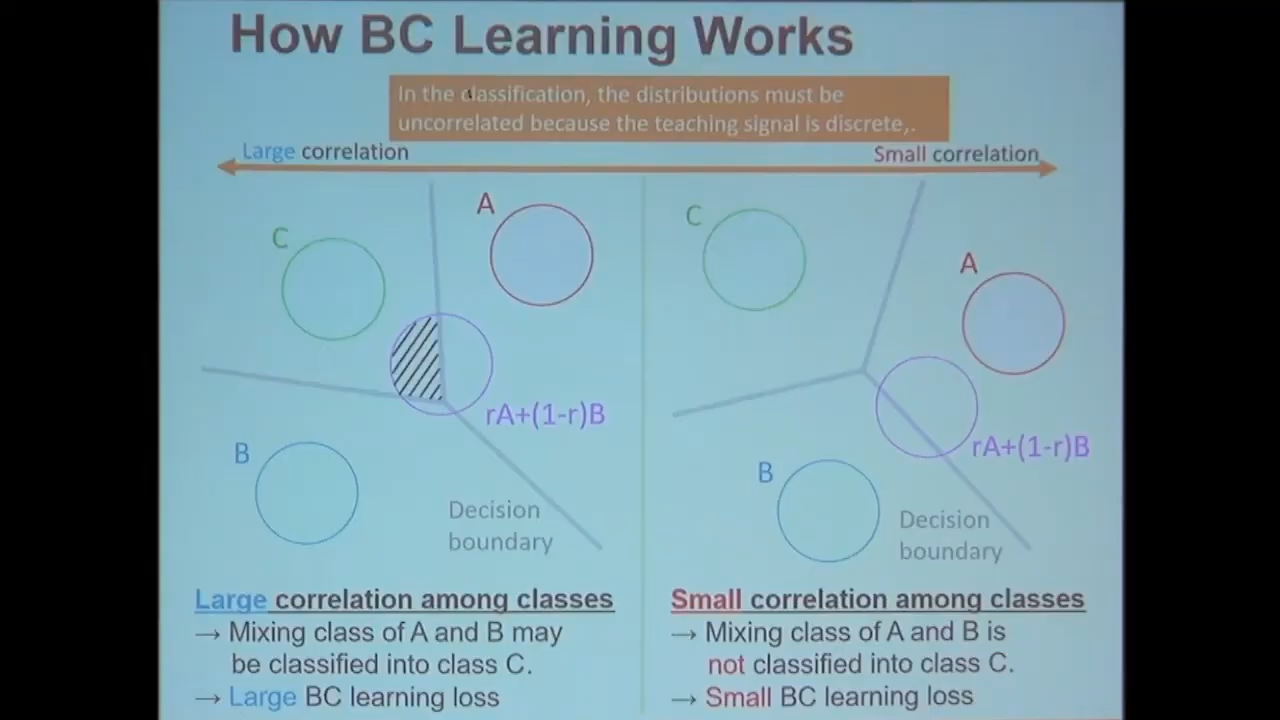 How BC Learning Works
In the classification, the distributions must be
uncorrelated because the teaching signal is discrete,.
Large correlation
Small correlation
C
A
rA+(1-r)B
B
Decision
boundary
C
A
rA+(1-r)B
B
Decision
boundary
Large correlation among classes
→ Mixing class of A and B may
be classified into class C.
→ Large BC learning loss
Small correlation among classes
→ Mixing class of A and B is
not classified into class C.
→ Small BC learning loss